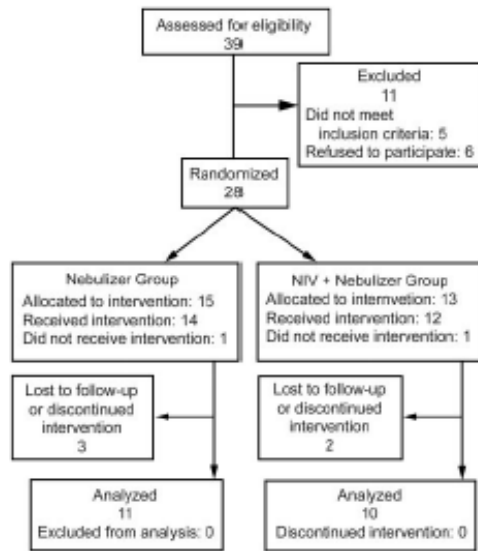 Assessed for eligibility
39
Excluded
11
Did not meet
inclusion criteria: 5
Refused to participate: 6
Randomized
28
Nebulizer Group
Allocated to intervention: 15
Received intervention: 14
Did not receive intervention: 1
NIV + Nebulizer Group
Allocated to internvetion: 13
Received intervention: 12
Did not receive intervention: 1
Lost to follow-up
or discontinued
intervention
3
Lost to follow-up
or discontinued
intervention
2
Analyzed
11
Excluded from analysis: 0
Analyzed
10
Discontinued intervention: 0